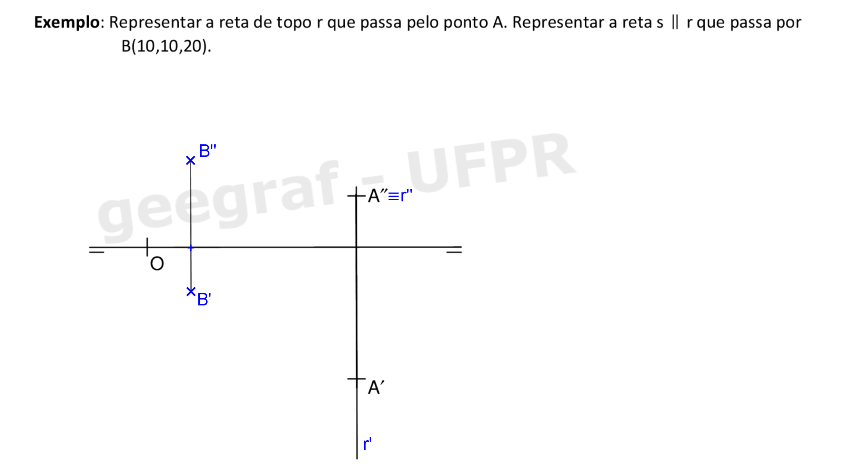 Exemplo: Representar a reta de topo r que passa pelo ponto A. Representar a reta s || r que passa por
B(10,10,20).
geegraf - UFPR
B"
A″≡r"
O
B'
A′
r'